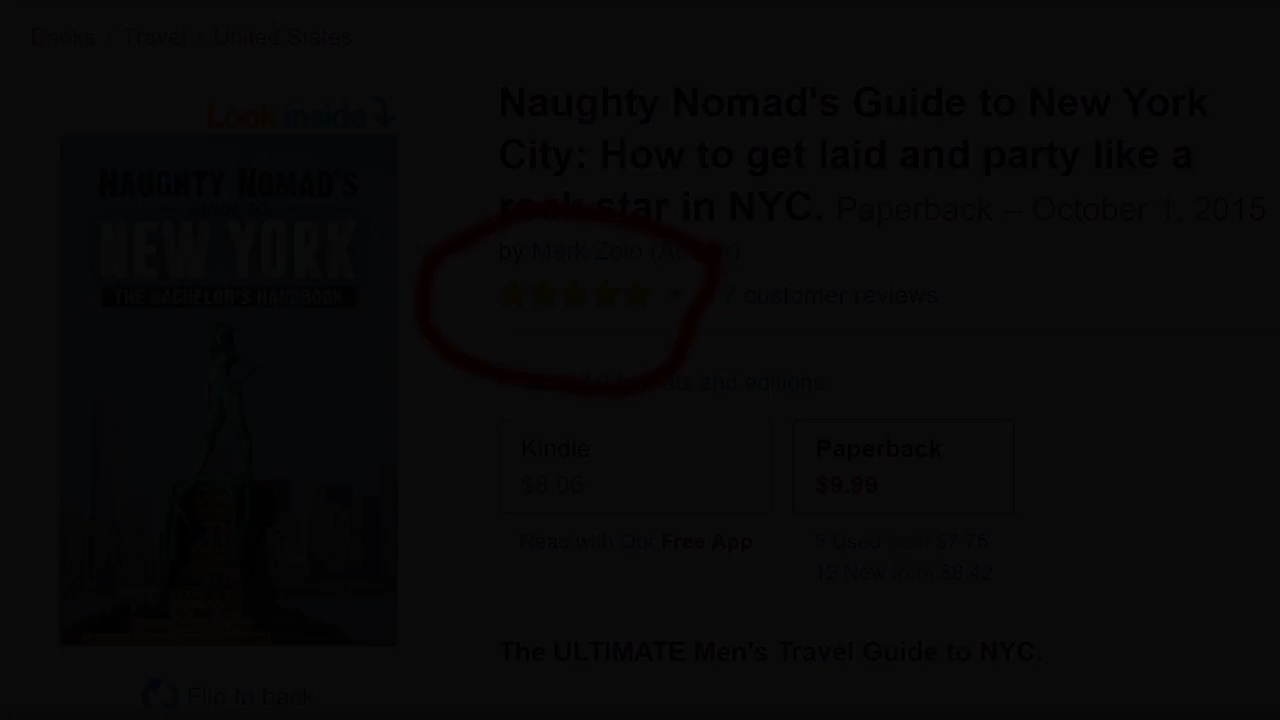 Books › Travel › United States
Look inside
NAUGHTY NOMAD'S
GUIDE TO
NEW YORK
THE BACHELOR'S HANDBOOK
Flip to back
Naughty Nomad's Guide to New York
City: How to get laid and party like a
rock star in NYC. Paperback – October 1, 2015
by Mark Zolo (Author)
7 customer reviews
formats and editions
Kindle
Paperback
$9.99
Read with Our Free App
5 Used from $7.75
12 New from $8.42
The ULTIMATE Men's Travel Guide to NYC.